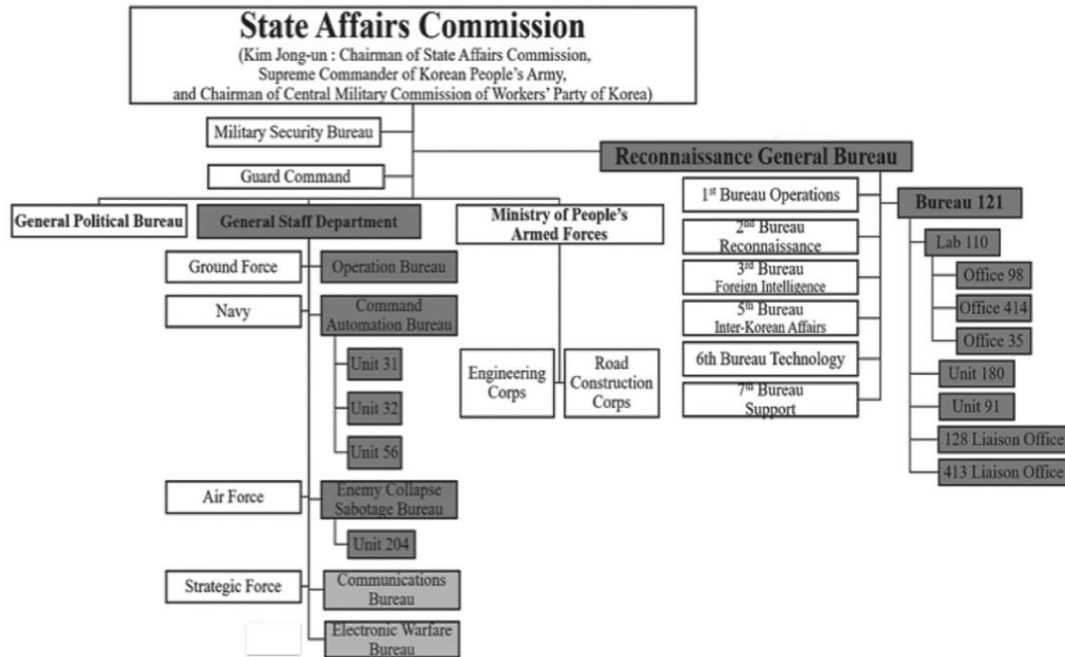 State Affairs Commission
(Kim Jong-un : Chairman of State Affairs Commission,
Supreme Commander of Korean People's Army,
and Chairman of Central Military Commission of Workers' Party of Korea)
Military Security Bureau
Guard Command
General Political Bureau
General Staff Department
Ministry of People's
Armed Forces
Ground Force
Operation Bureau
Navy
Command
Automation Bureau
Unit 31
Unit 32
Unit 56
Air Force
Enemy Collapse
Sabotage Bureau
Unit 204
Strategic Force
Communications
Bureau
Electronic Warfare
Bureau
Engineering
Corps
Road
Construction
Corps
Reconnaissance General Bureau
1st Bureau Operations
2nd Bureau
Reconnaissance
3rd Bureau
Foreign Intelligence
5th Bureau
Inter-Korean Affairs
6th Bureau Technology
7th Bureau
Support
Bureau 121
Lab 110
Office 98
Office 414
Office 35
Unit 180
Unit 91
128 Liaison Office
413 Liaison Office